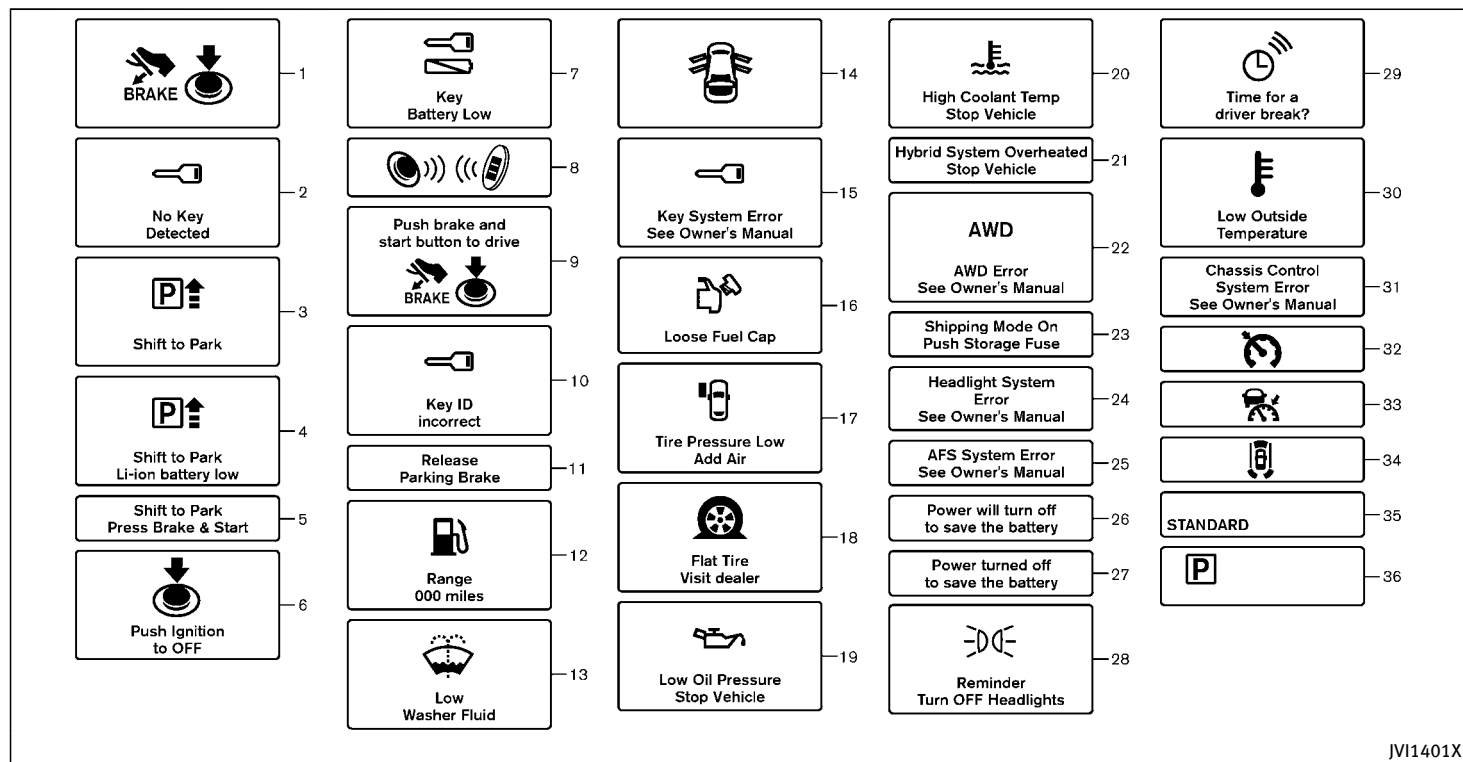 BRAKE
1
No Key
Detected
2
P
Shift to Park
3
P
Shift to Park
Li-ion battery low
4
Shift to Park
Press Brake & Start
5
Push Ignition
to OFF
6
Key
Battery Low
7
8
Push brake and
start button to drive
BRAKE
9
Key ID
incorrect
10
Release
Parking Brake
11
Range
000 miles
12
Low
Washer Fluid
13
14
Key System Error
See Owner's Manual
15
Loose Fuel Cap
16
Tire Pressure Low
Add Air
17
Flat Tire
Visit dealer
18
Low Oil Pressure
Stop Vehicle
19
High Coolant Temp
Stop Vehicle
20
Hybrid System Overheated
Stop Vehicle
21
AWD
AWD Error
See Owner's Manual
22
Shipping Mode On
Push Storage Fuse
23
Headlight System
Error
See Owner's Manual
24
AFS System Error
See Owner's Manual
25
Power will turn off
to save the battery
26
Power turned off
to save the battery
27
Reminder
Turn OFF Headlights
28
Time for a
driver break?
29
Low Outside
Temperature
30
Chassis Control
System Error
See Owner's Manual
31
32
33
34
STANDARD
35
P
36
JVI1401X